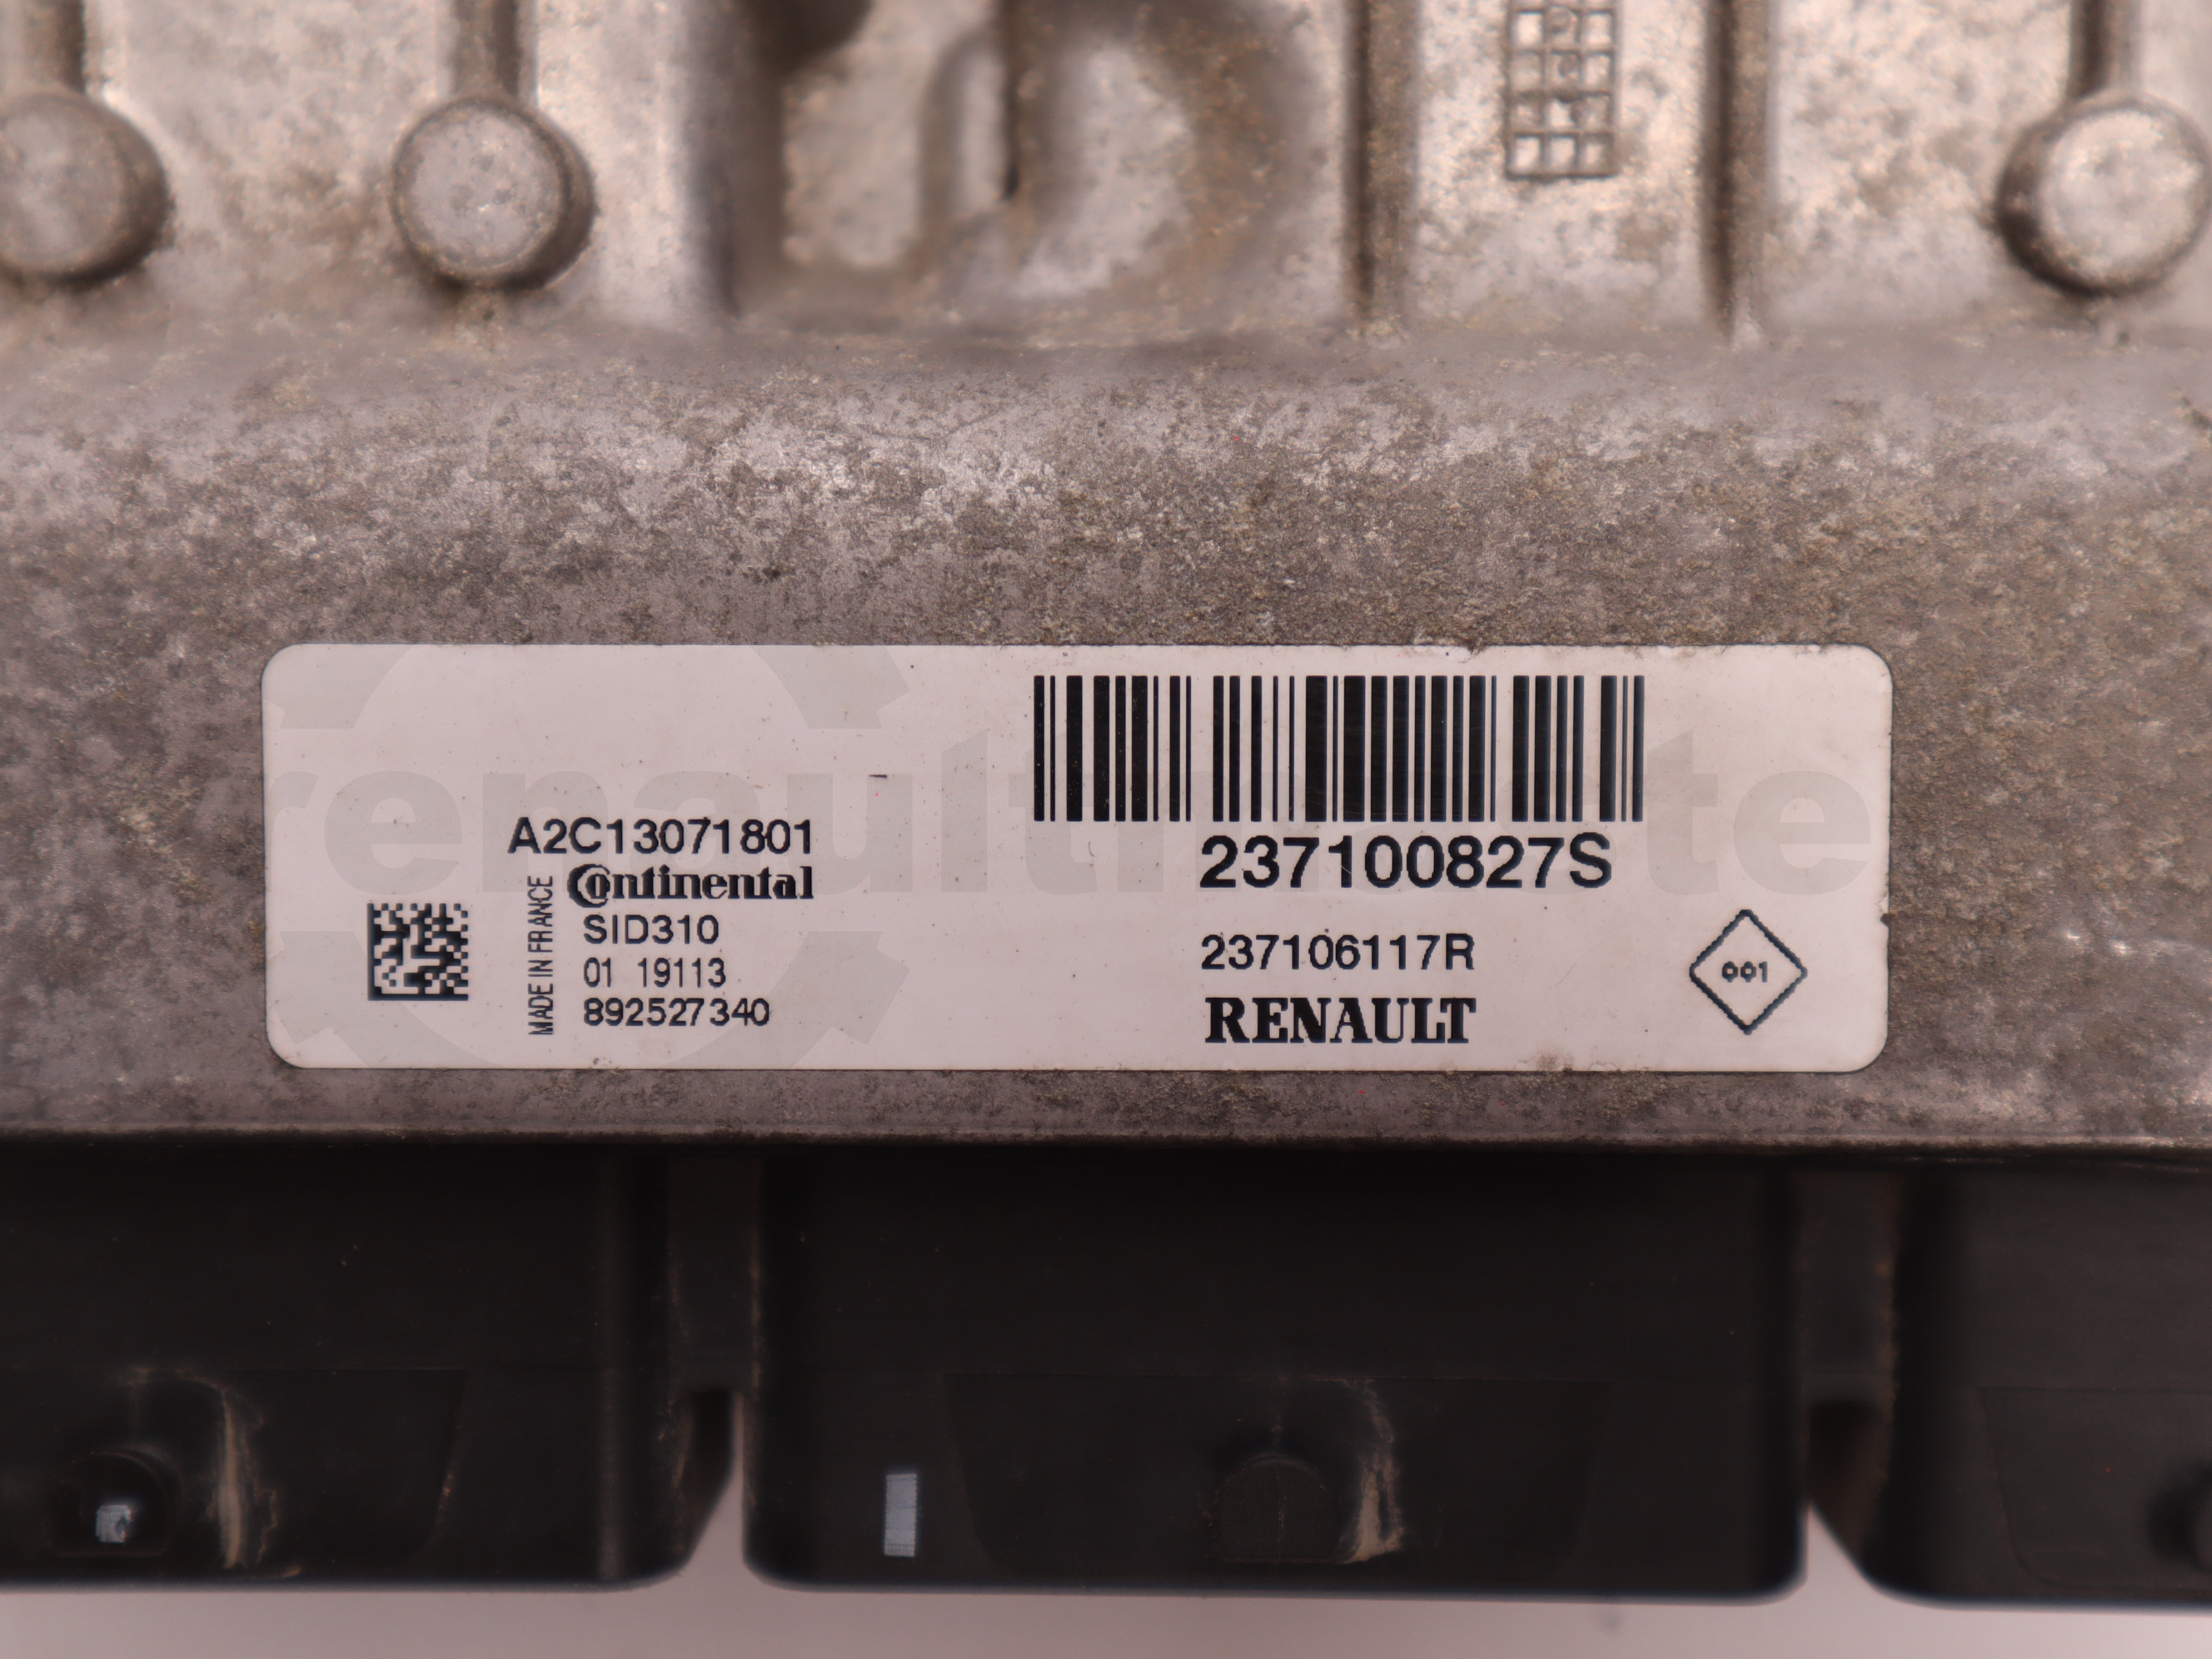 A2C13071801
Continental
MADE IN FRANCE
SID310
01 19113
892527340
237100827S
237106117R
RENAULT
001